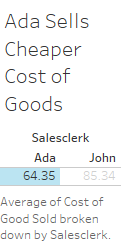 Ada Sells
Cheaper
Cost of
Goods
Salesclerk
Ada John
64.35 85.34
Average of Cost of
Good Sold broken
down by Salesclerk.